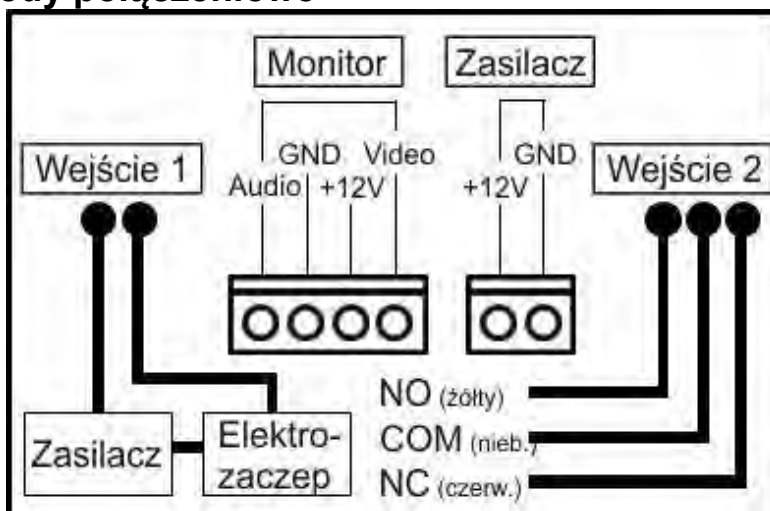 Monitor
Zasilacz
Wejście 1
GND Video
Audio +12V
GND
+12V
Wejście 2
NO (żółty)
COM (nieb.)
NC (czerw.)
Zasilacz
Elektro-
zaczep